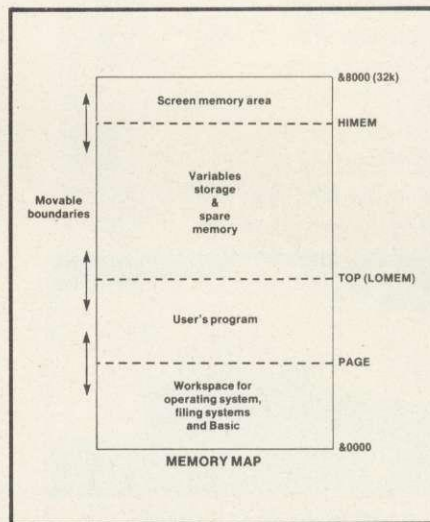 &8000 (32k)
Screen memory area
HIMEM
Variables
storage
&
spare
memory
Movable
boundaries
TOP (LOMEM)
User's program
PAGE
Workspace for
operating system,
filing systems
and Basic
&0000
MEMORY MAP